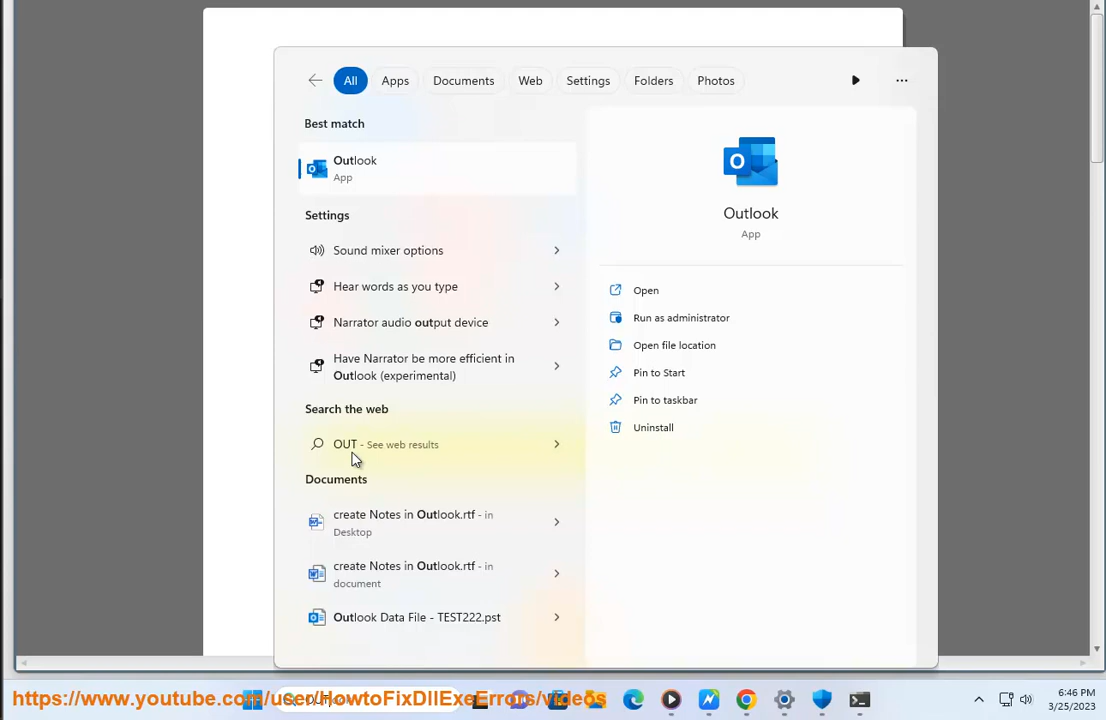 All Apps Documents Web Settings Folders Photos
Best match
Outlook
App
Settings
Sound mixer options
Hear words as you type
Narrator audio output device
Have Narrator be more efficient in
Outlook (experimental)
Search the web
OUT - See web results
Documents
create Notes in Outlook.rtf - in
Desktop
create Notes in Outlook.rtf - in
document
Outlook Data File - TEST222.pst
Outlook
App
Open
Run as administrator
Open file location
Pin to Start
Pin to taskbar
Uninstall
https://www.youtube.com/user/HowtoFixDllExeErrors/videos
6:46 PM
3/25/2023